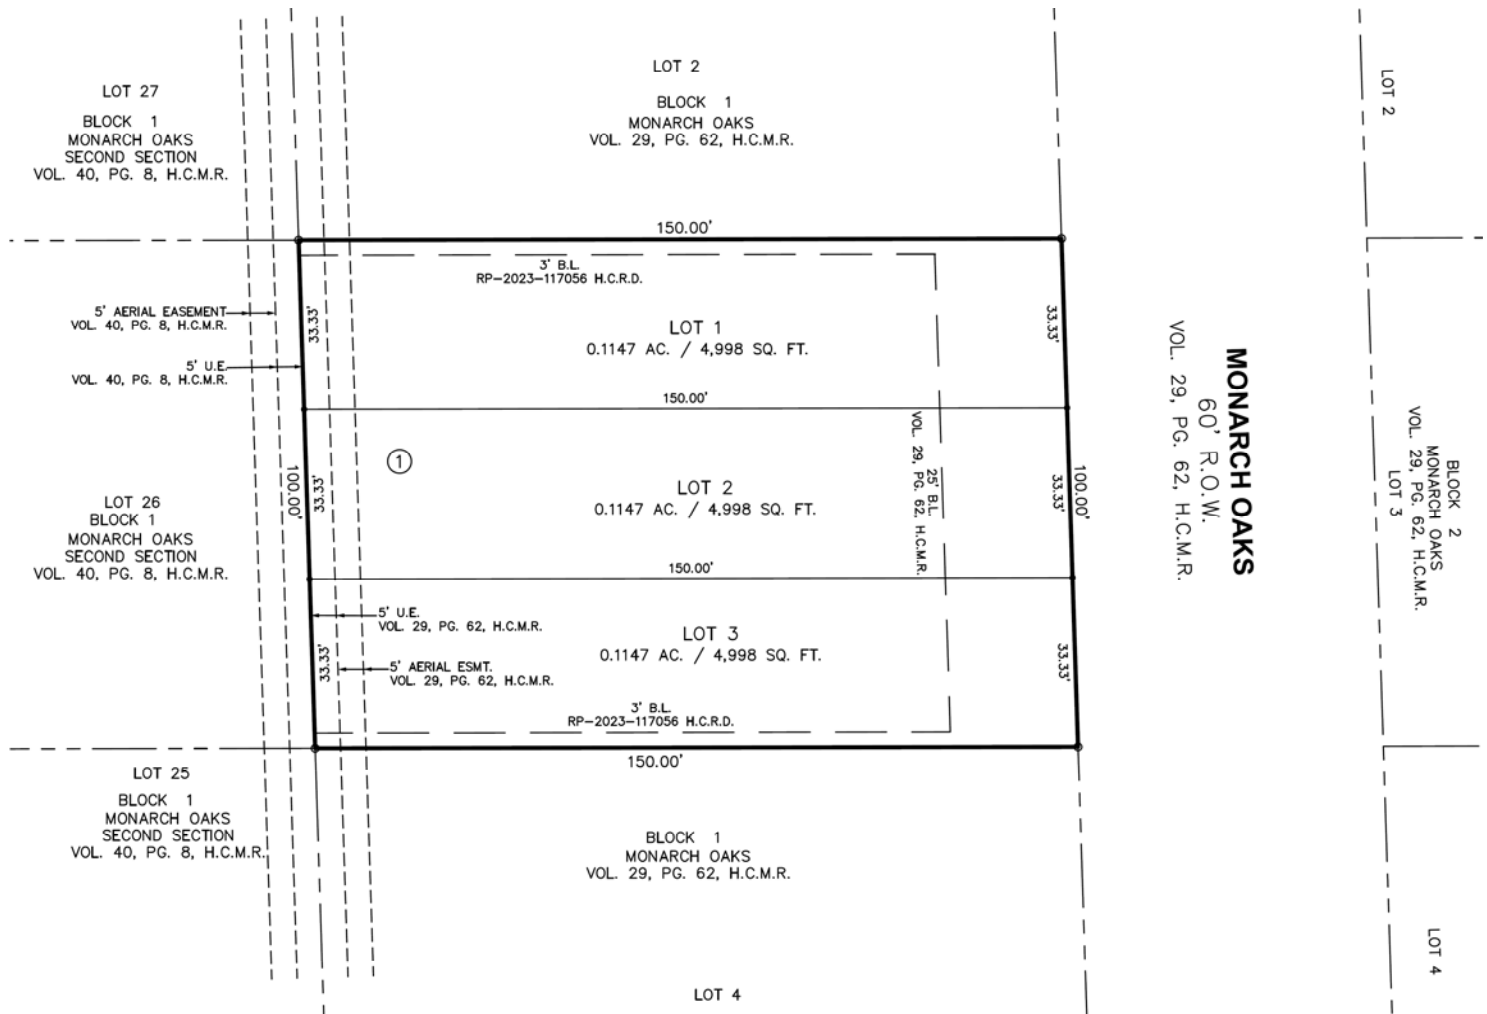 LOT 27
BLOCK 1
MONARCH OAKS
SECOND SECTION
VOL. 40, PG. 8, H.C.M.R.
LOT 2
BLOCK 1
MONARCH OAKS
VOL. 29, PG. 62, H.C.M.R.
LOT 2
150.00'
3' B.L.
RP-2023-117056 H.C.R.D.
5' AERIAL EASEMENT
VOL. 40, PG. 8, H.C.M.R.
5' U.E.
VOL. 40, PG. 8, H.C.M.R.
33.33'
LOT 1
0.1147 AC. / 4,998 SQ. FT.
33.33'
150.00'
LOT 26
BLOCK 1
MONARCH OAKS
SECOND SECTION
VOL. 40, PG. 8, H.C.M.R.
100.00'
33.33'
1
LOT 2
0.1147 AC. / 4,998 SQ. FT.
25' B.L.
VOL. 29, PG. 62, H.C.M.R.
33.33'
100.00'
MONARCH OAKS
60' R.O.W.
VOL. 29, PG. 62, H.C.M.R.
BLOCK 2
MONARCH OAKS
VOL. 29, PG. 62, H.C.M.R.
LOT 3
150.00'
5' U.E.
VOL. 29, PG. 62, H.C.M.R.
33.33'
5' AERIAL ESMT.
VOL. 29, PG. 62, H.C.M.R.
LOT 3
0.1147 AC. / 4,998 SQ. FT.
33.33'
3' B.L.
RP-2023-117056 H.C.R.D.
150.00'
LOT 25
BLOCK 1
MONARCH OAKS
SECOND SECTION
VOL. 40, PG. 8, H.C.M.R.
BLOCK 1
MONARCH OAKS
VOL. 29, PG. 62, H.C.M.R.
LOT 4
LOT 4